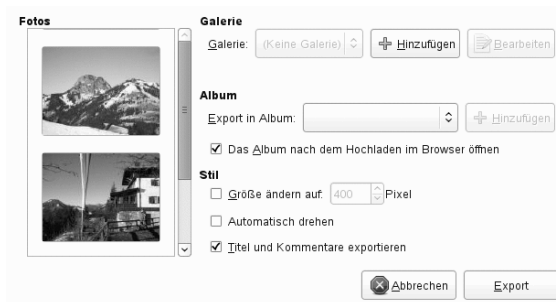 Fotos
Galerie
Galerie: (Keine Galerie) Hinzufügen Bearbeiten
Album
Export in Album: Hinzufügen
Das Album nach dem Hochladen im Browser öffnen
Stil
Größe ändern auf: 400 Pixel
Automatisch drehen
Titel und Kommentare exportieren
Abbrechen Export